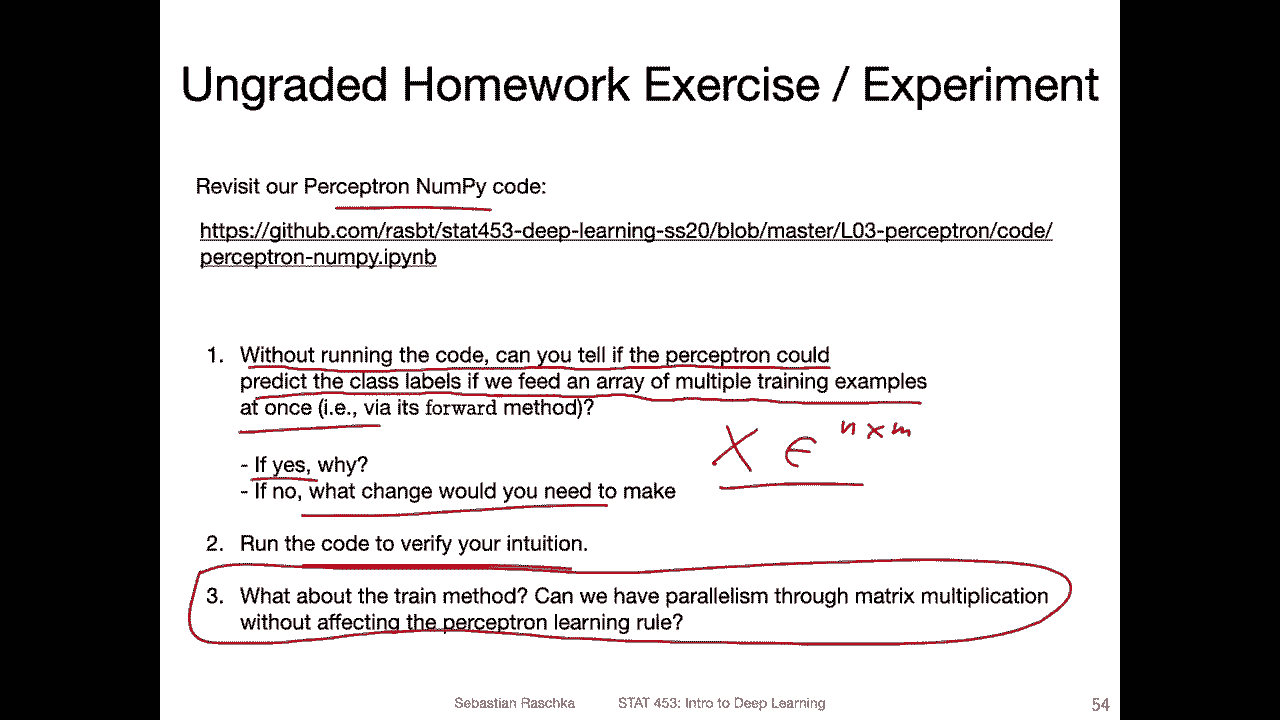 Ungraded Homework Exercise / Experiment
Revisit our Perceptron NumPy code:
https://github.com/rasbt/stat453-deep-learning-ss20/blob/master/L03-perceptron/code/
perceptron-numpy.ipynb
1. Without running the code, can you tell if the perceptron could
predict the class labels if we feed an array of multiple training examples
at once (i.e., via its forward method)?
X ∈ n×m
- If yes, why?
- If no, what change would you need to make
2. Run the code to verify your intuition.
3. What about the train method? Can we have parallelism through matrix multiplication
without affecting the perceptron learning rule?
Sebastian Raschka STAT 453: Intro to Deep Learning 54